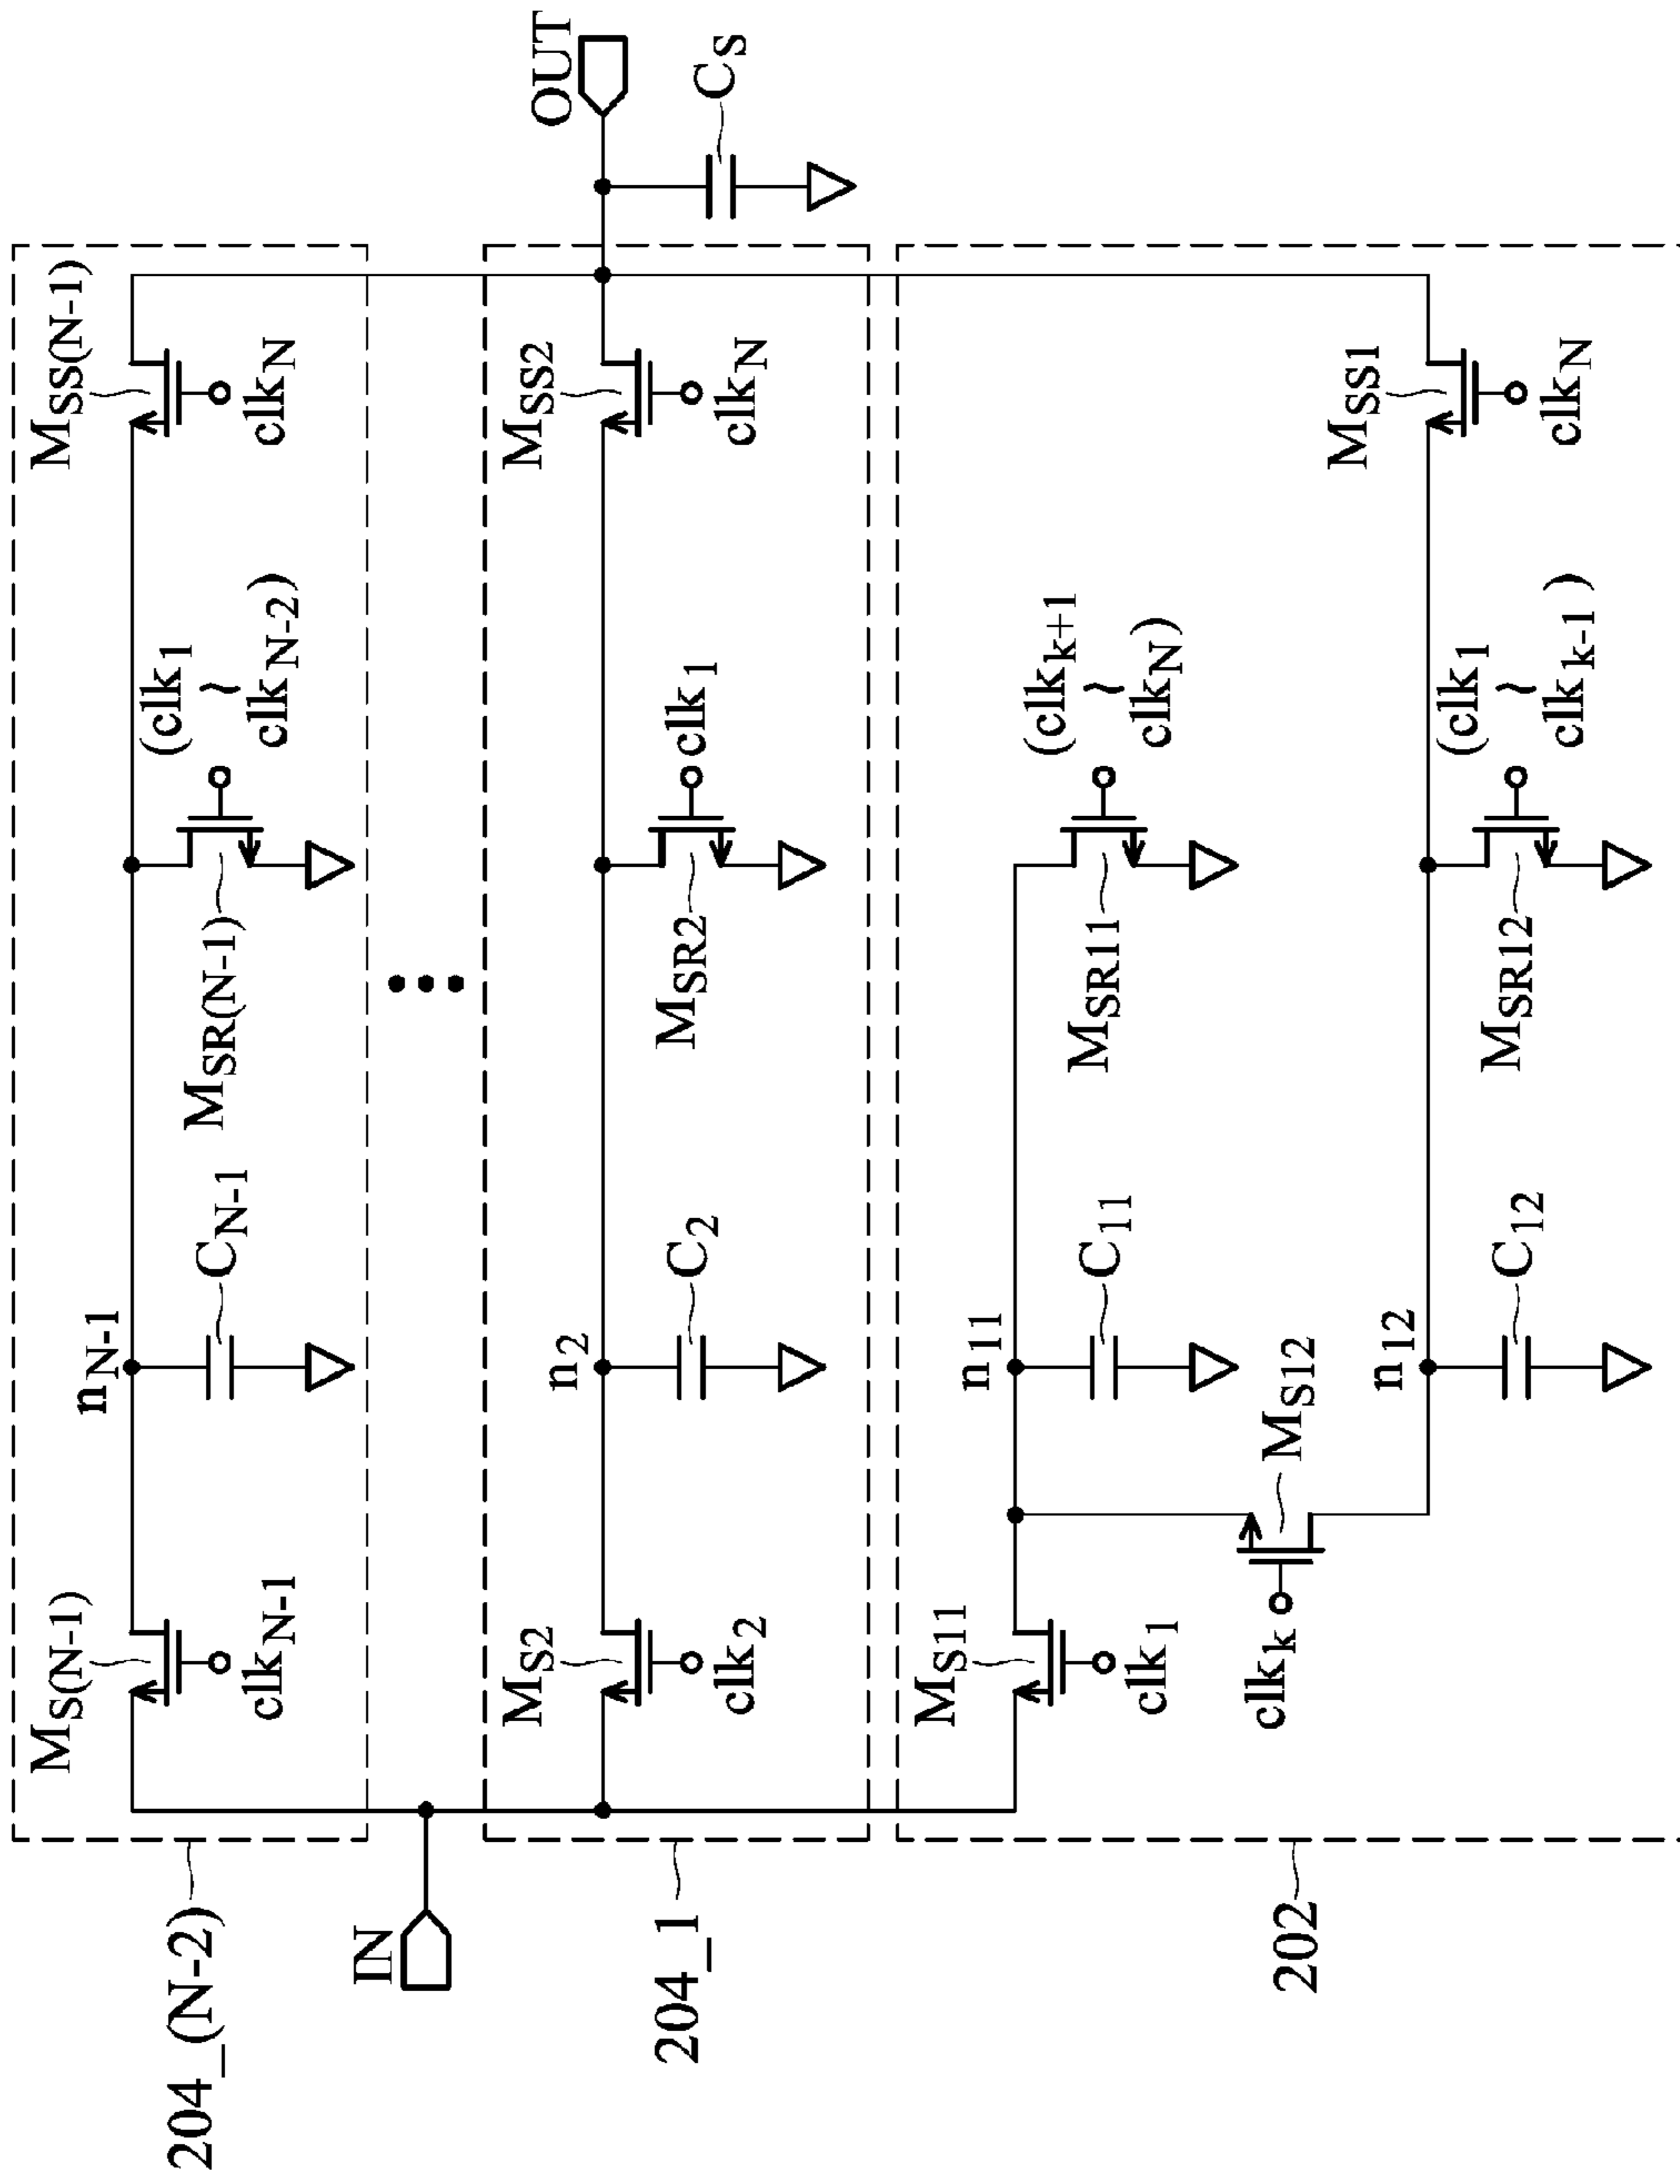 204_(N-2)
M_S(N-1)
clk_N-1
n_N-1
C_N-1
M_SR(N-1)
(clk_1
~
clk_N-2)
M_SS(N-1)
clk_N
IN
OUT
C_S
204_1
M_S2
clk_2
n_2
C_2
M_SR2
clk_1
M_SS2
clk_N
202
M_S11
clk_1
n_11
C_11
M_SR11
(clk_k+1
~
clk_N)
clk_k
M_S12
n_12
C_12
M_SR12
(clk_1
~
clk_k-1)
M_SS1
clk_N